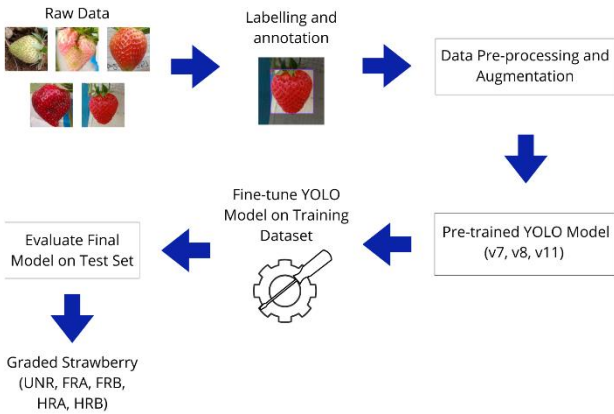 Raw Data
Labelling and
annotation
Data Pre-processing and
Augmentation
Pre-trained YOLO Model
(v7, v8, v11)
Fine-tune YOLO
Model on Training
Dataset
Evaluate Final
Model on Test Set
Graded Strawberry
(UNR, FRA, FRB,
HRA, HRB)